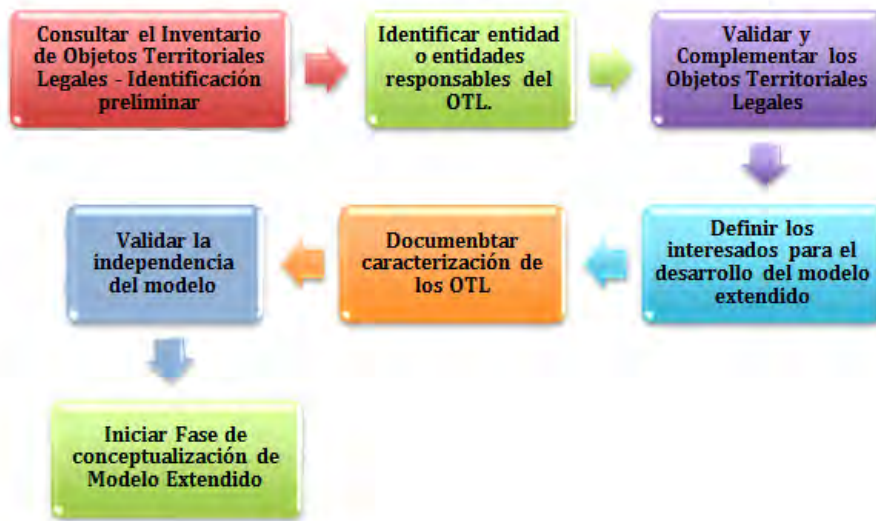 Consultar el Inventario
de Objetos Territoriales
Legales - Identificación
preliminar
Identificar entidad
o entidades
responsables del
OTL.
Validar y
Complementar los
Objetos Territoriales
Legales
Definir los
interesados para el
desarrollo del modelo
extendido
Documenbtar
caracterización de
los OTL
Validar la
independencia
del modelo
Iniciar Fase de
conceptualización de
Modelo Extendido